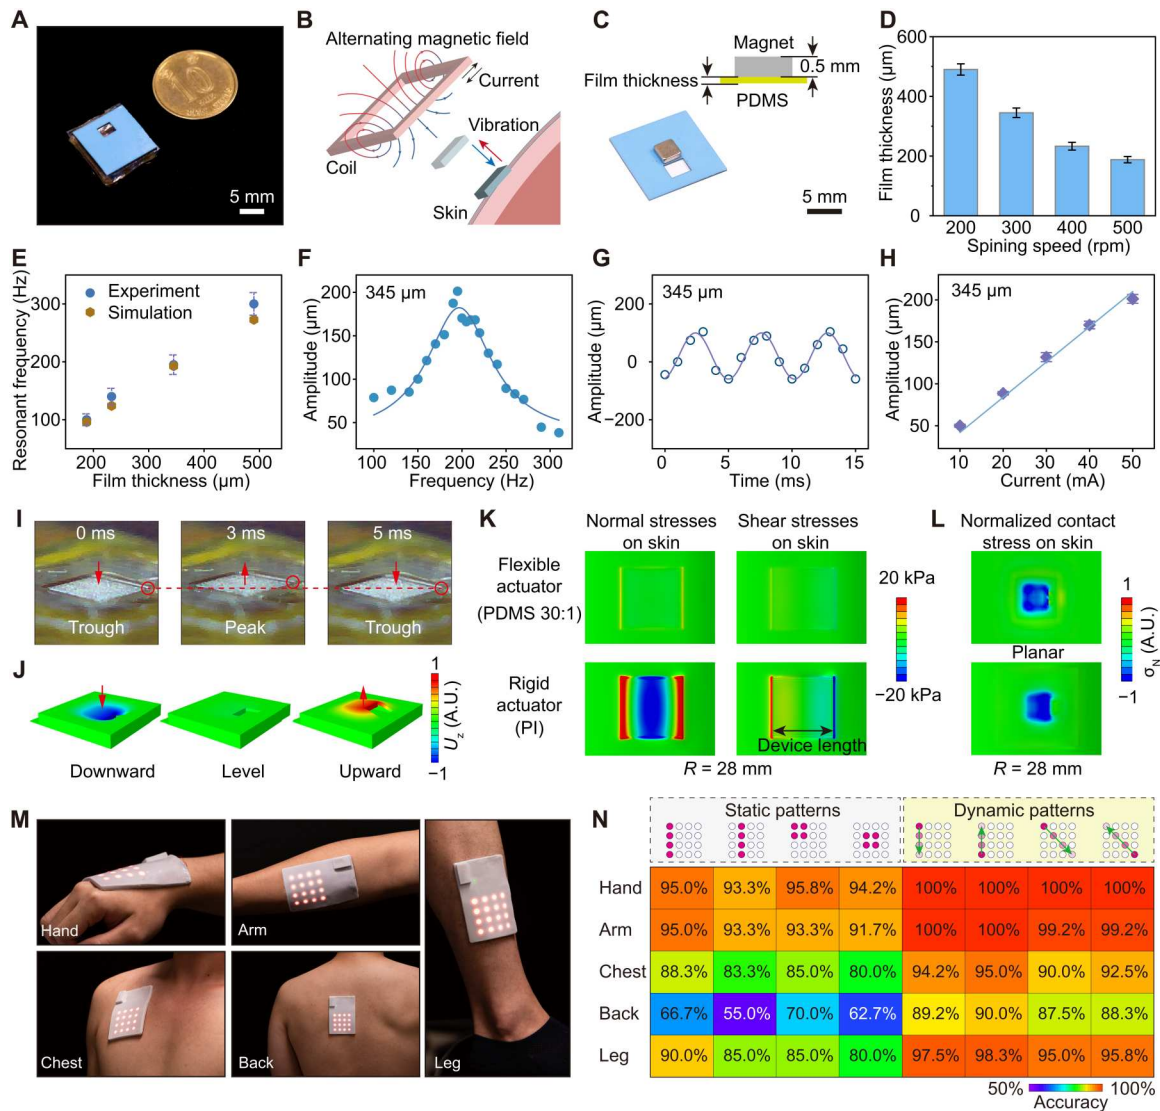 A
5 mm
B
Alternating magnetic field
Current
Vibration
Coil
Skin
C
Magnet
0.5 mm
Film thickness
PDMS
5 mm
D
Film thickness (μm)
600
400
200
0
200 300 400 500
Spining speed (rpm)
E
Resonant frequency (Hz)
Experiment
Simulation
300
200
100
200 300 400 500
Film thickness (μm)
F
345 μm
Amplitude (μm)
200
150
100
50
100 150 200 250 300
Frequency (Hz)
G
345 μm
Amplitude (μm)
200
0
−200
0 5 10 15
Time (ms)
H
345 μm
Amplitude (μm)
200
150
100
50
10 20 30 40 50
Current (mA)
I
0 ms
3 ms
5 ms
Trough
Peak
Trough
J
1
U_z (A.U.)
−1
Downward
Level
Upward
K
Normal stresses
on skin
Shear stresses
on skin
Flexible
actuator
(PDMS 30:1)
20 kPa
−20 kPa
Rigid
actuator
(PI)
Device length
R = 28 mm
L
Normalized contact
stress on skin
Planar
1
σ_N (A.U.)
−1
R = 28 mm
M
Hand
Arm
Chest
Back
Leg
N
Static patterns
Dynamic patterns
Hand 95.0% 93.3% 95.8% 94.2% 100% 100% 100% 100%
Arm 95.0% 93.3% 93.3% 91.7% 100% 100% 99.2% 99.2%
Chest 88.3% 83.3% 85.0% 80.0% 94.2% 95.0% 90.0% 92.5%
Back 66.7% 55.0% 70.0% 62.7% 89.2% 90.0% 87.5% 88.3%
Leg 90.0% 85.0% 85.0% 80.0% 97.5% 98.3% 95.0% 95.8%
50% 100%
Accuracy